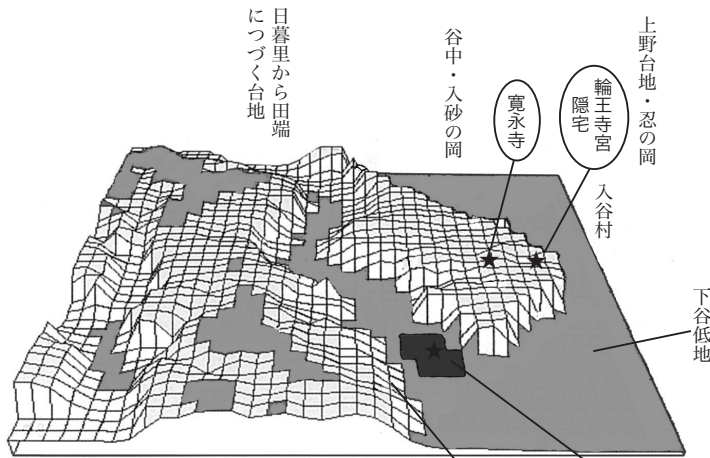 上野台地・忍の岡
輪王寺宮
隠宅
入谷村
寛永寺
谷中・入砂の岡
日暮里から田端
につづく台地
下谷低地